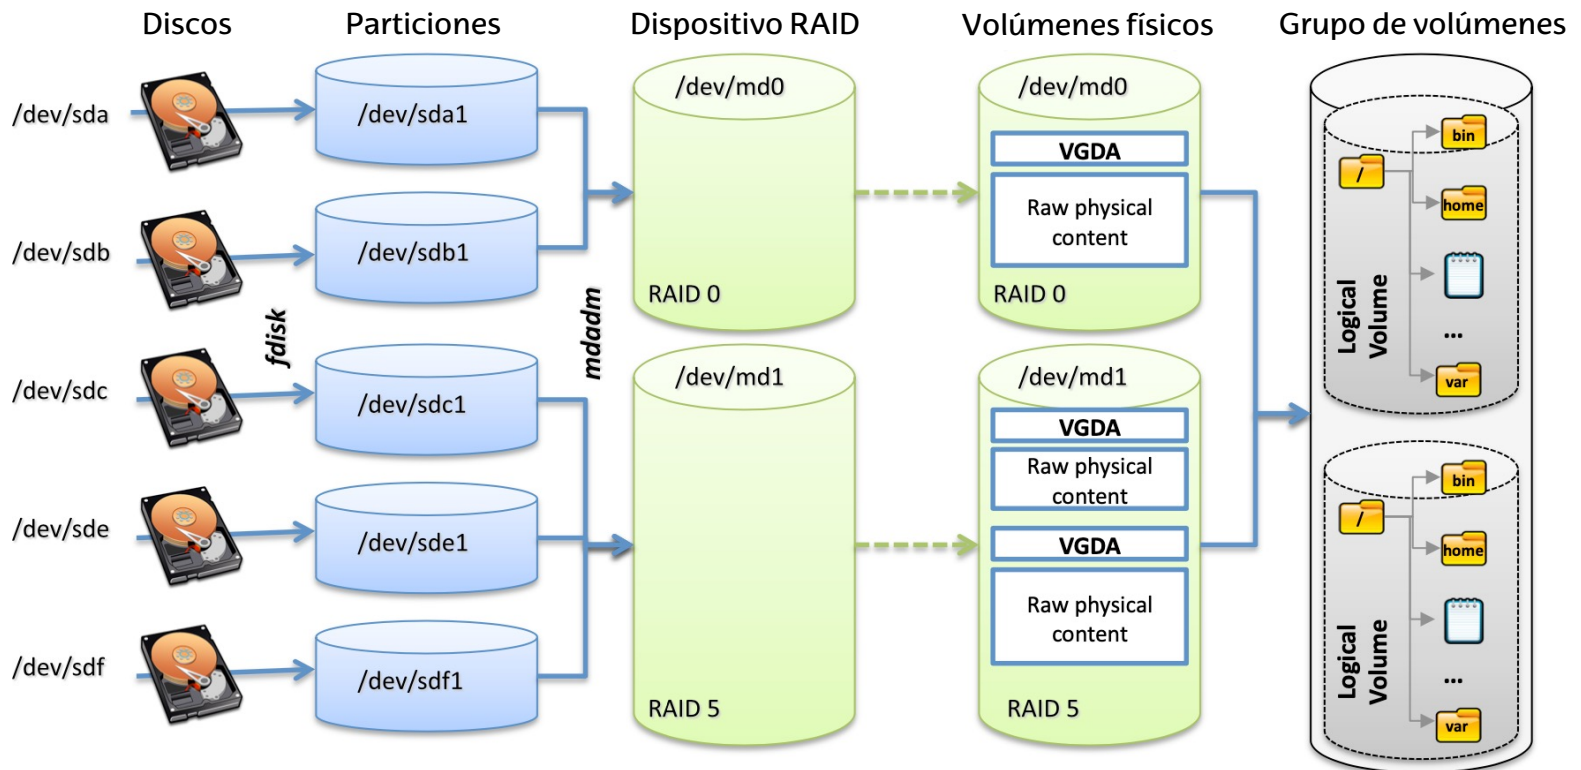 Discos
Particiones
Dispositivo RAID
Volúmenes físicos
Grupo de volúmenes
/dev/sda
/dev/sdb
/dev/sdc
/dev/sde
/dev/sdf
fdisk
/dev/sda1
/dev/sdb1
/dev/sdc1
/dev/sde1
/dev/sdf1
mdadm
/dev/md0
RAID 0
/dev/md1
RAID 5
/dev/md0
VGDA
Raw physical
content
RAID 0
/dev/md1
VGDA
Raw physical
content
VGDA
Raw physical
content
RAID 5
/
bin
home
...
var
Logical
Volume
/
bin
home
...
var
Logical
Volume